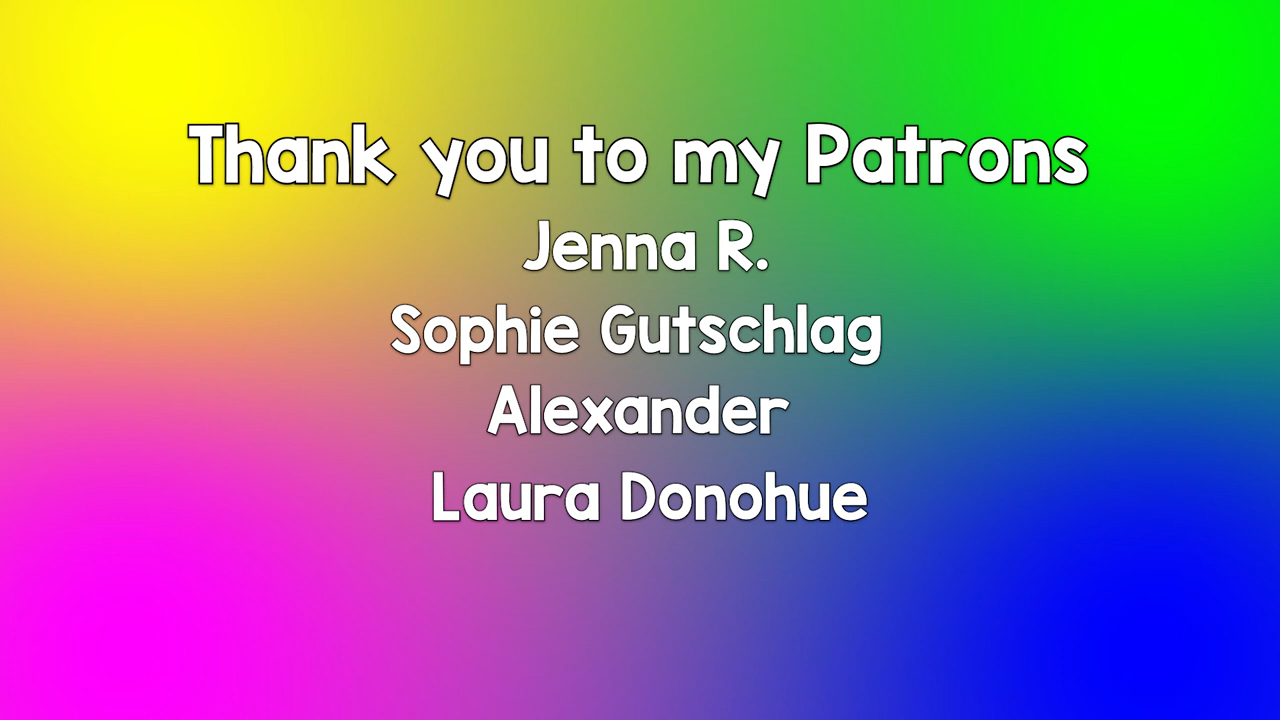 Thank you to my Patrons
Jenna R.
Sophie Gutschlag
Alexander
Laura Donohue